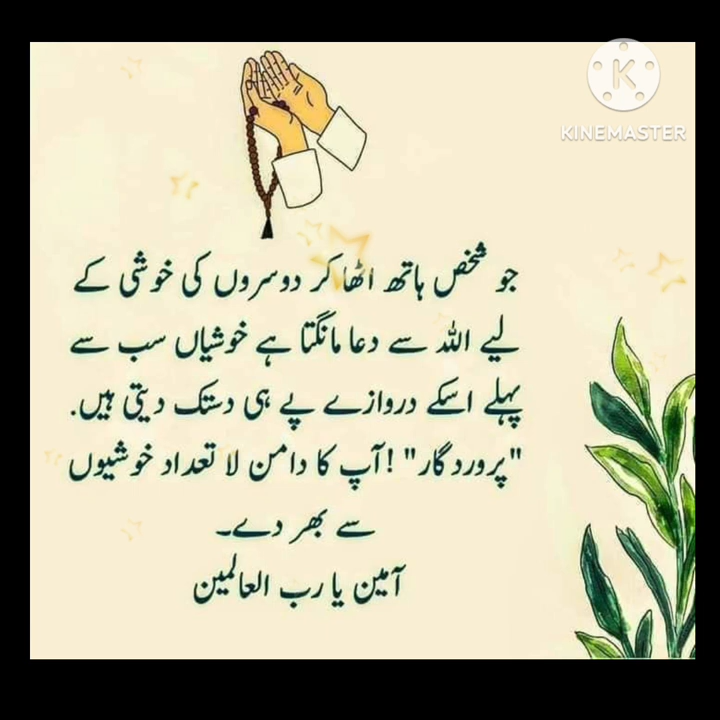 K
KINEMASTER
جو شخص ہاتھ اٹھا کر دوسروں کی خوشی کے
لیے اللہ سے دعا مانگتا ہے خوشیاں سب سے
پہلے اسکے دروازے پے ہی دستک دیتی ہیں.
"پروردگار" !آپ کا دامن لا تعداد خوشیوں
سے بھر دے۔
آمین یا رب العالمین